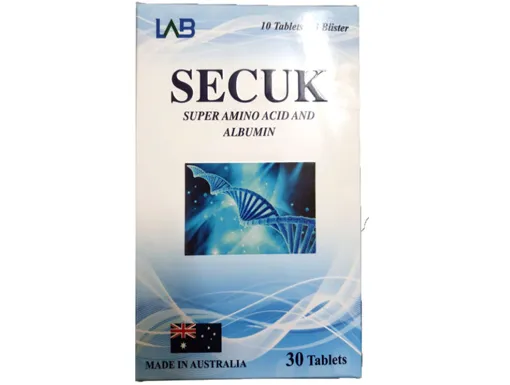 LAB
10 Tablets Blister
SECUK
SUPER AMINO ACID AND
ALBUMIN
MADE IN AUSTRALIA
30 Tablets